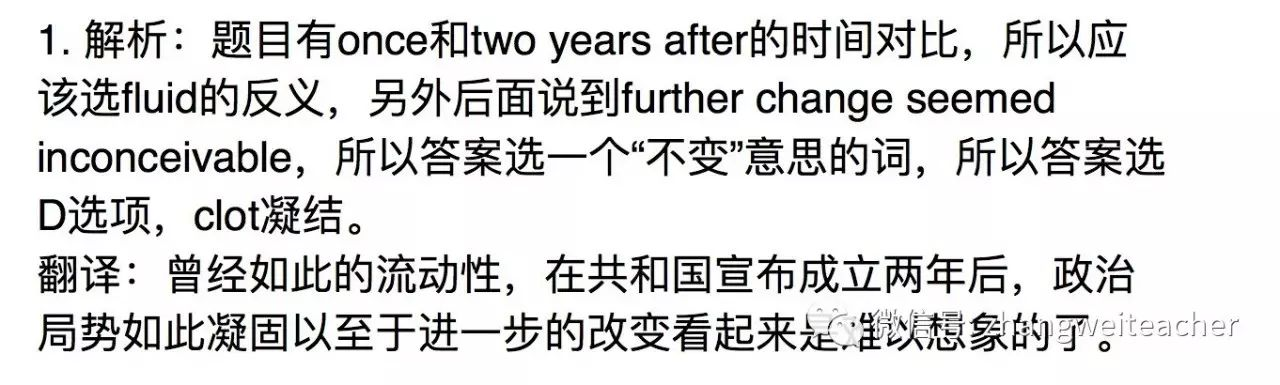 1. 解析：题目有once和two years after的时间对比，所以应
该选fluid的反义，另外后面说到further change seemed
inconceivable，所以答案选一个“不变”意思的词，所以答案选
D选项，clot凝结。
翻译：曾经如此的流动性，在共和国宣布成立两年后，政治
局势如此凝固以至于进一步的改变看起来是难以想象的了。
微信号: zhangweiteacher